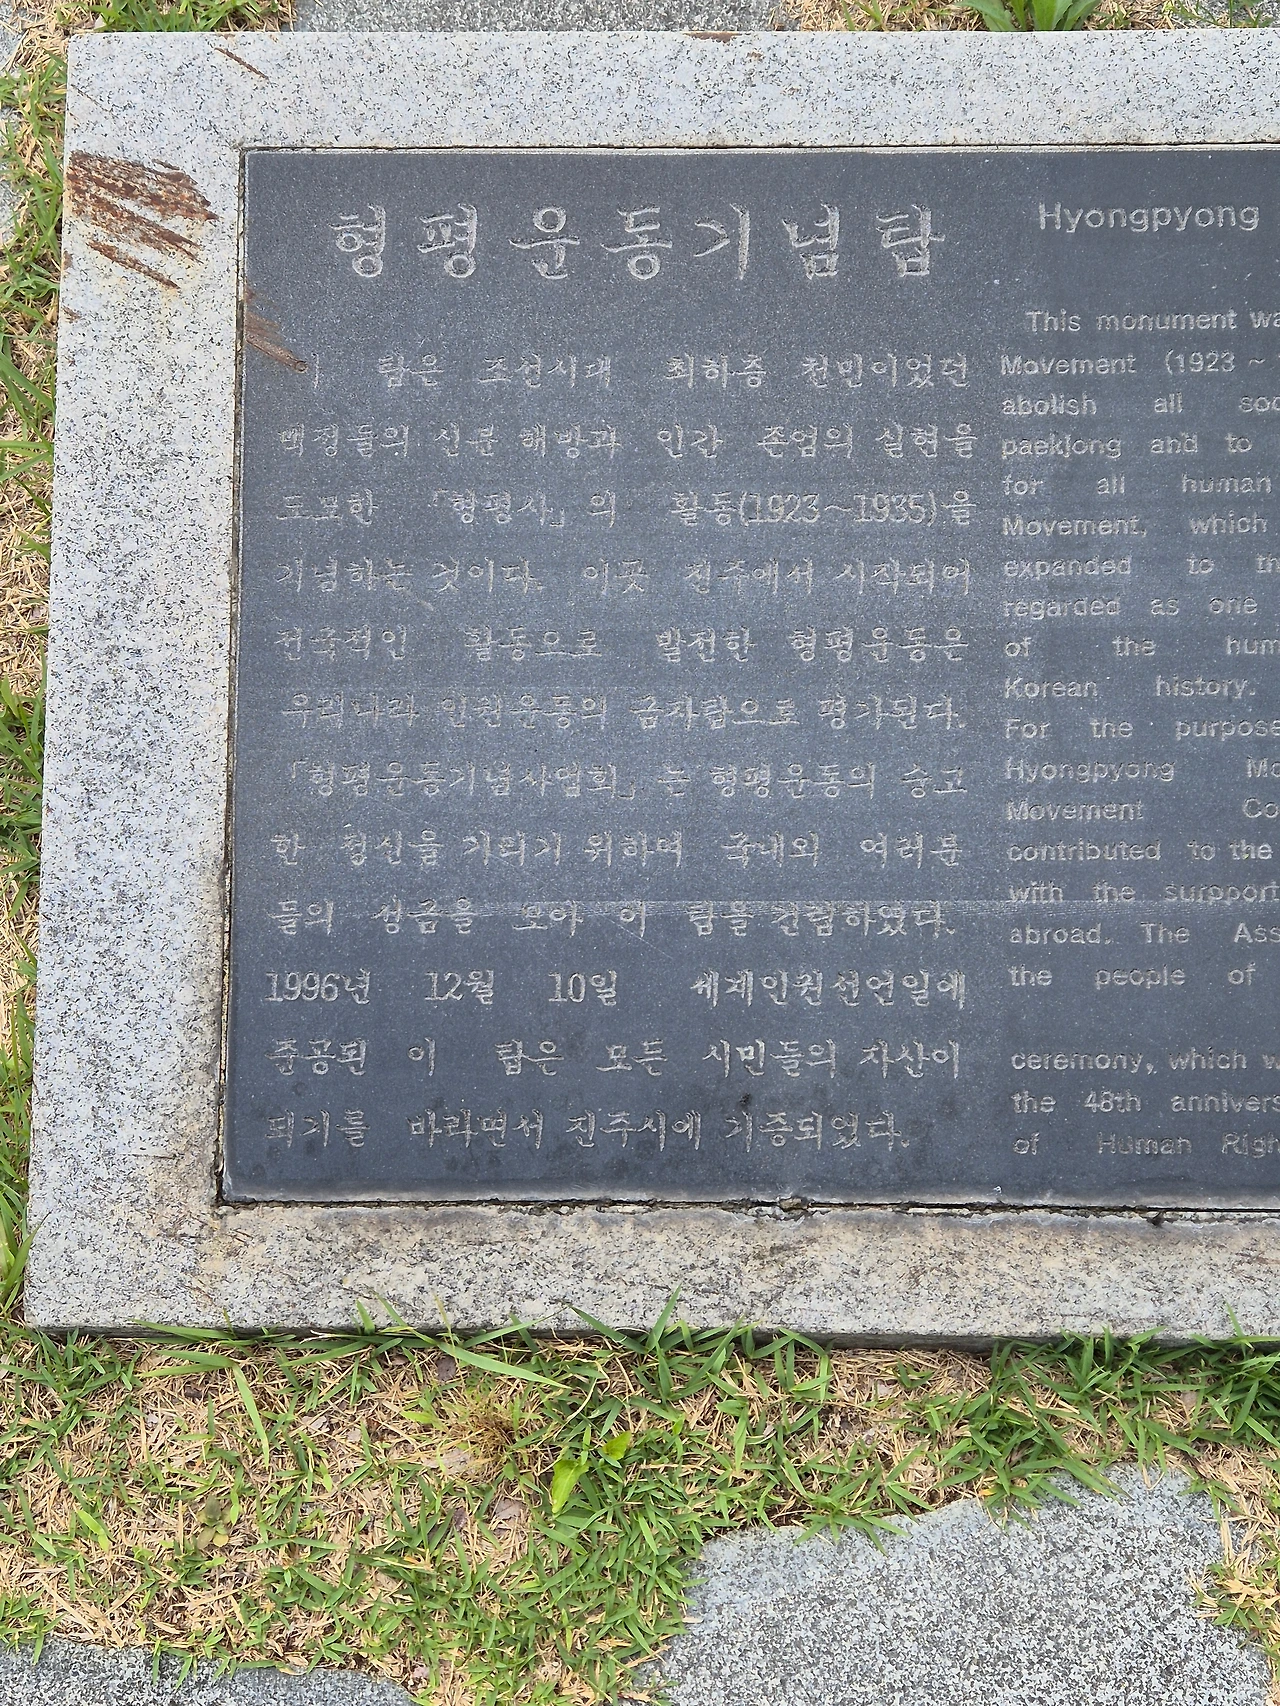 형평운동기념탑
이 탑은 조선시대 최하층 천민이었던
백정들의 신분 해방과 인간 존엄의 실현을
도모한 「형평사」의 활동(1923~1935)을
기념하는 것이다. 이곳 진주에서 시작되어
전국적인 활동으로 발전한 형평운동은
우리나라 인권운동의 금자탑으로 평가된다.
「형평운동기념사업회」는 형평운동의 숭고
한 정신을 기리기 위하며 국내외 여러분
들의 성금을 모아 이 탑을 건립하였다.
1996년 12월 10일 세계인권선언일에
준공된 이 탑은 모든 시민들의 자산이
되기를 바라면서 진주시에 기증되었다.
Hyongpyong
This monument wa
Movement (1923 ~
abolish all soc
paekjong and to
for all human
Movement, which
expanded to th
regarded as one
of the hum
Korean history.
For the purpose
Hyongpyong Mo
Movement Co
contributed to the
with the surpport
abroad. The Ass
the people of
ceremony, which w
the 48th annivers
of Human Righ